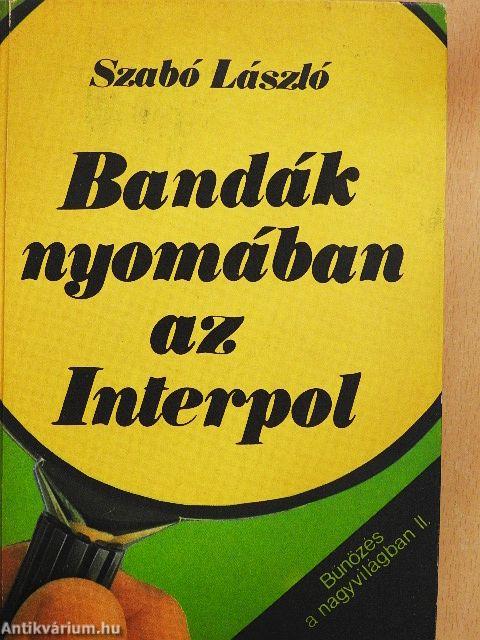 Szabó László
Bandák
nyomában
az
Interpol
Bűnözés
a nagyvilágban II.
Antikvárium.hu